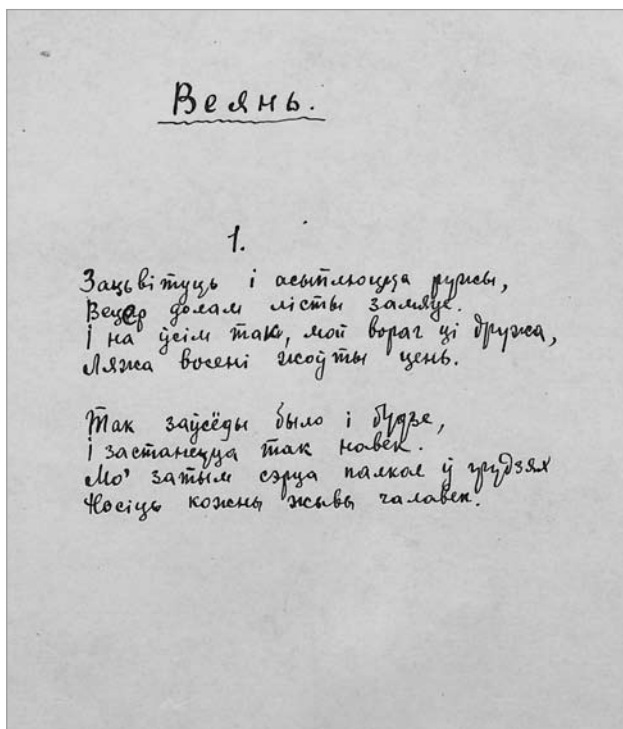 Веянь.
1.
Зацьвітуць і асыплюцца ружы,
Вецер долам лісты замяце.
І на ўсім так, мой вораг ці дружа,
Ляжа восені жоўты цень.
Так заўсёды было і будзе,
І застанецца так навек.
Мо' затым сэрца палкае ў грудзях
Носіць кожны жывы чалавек.